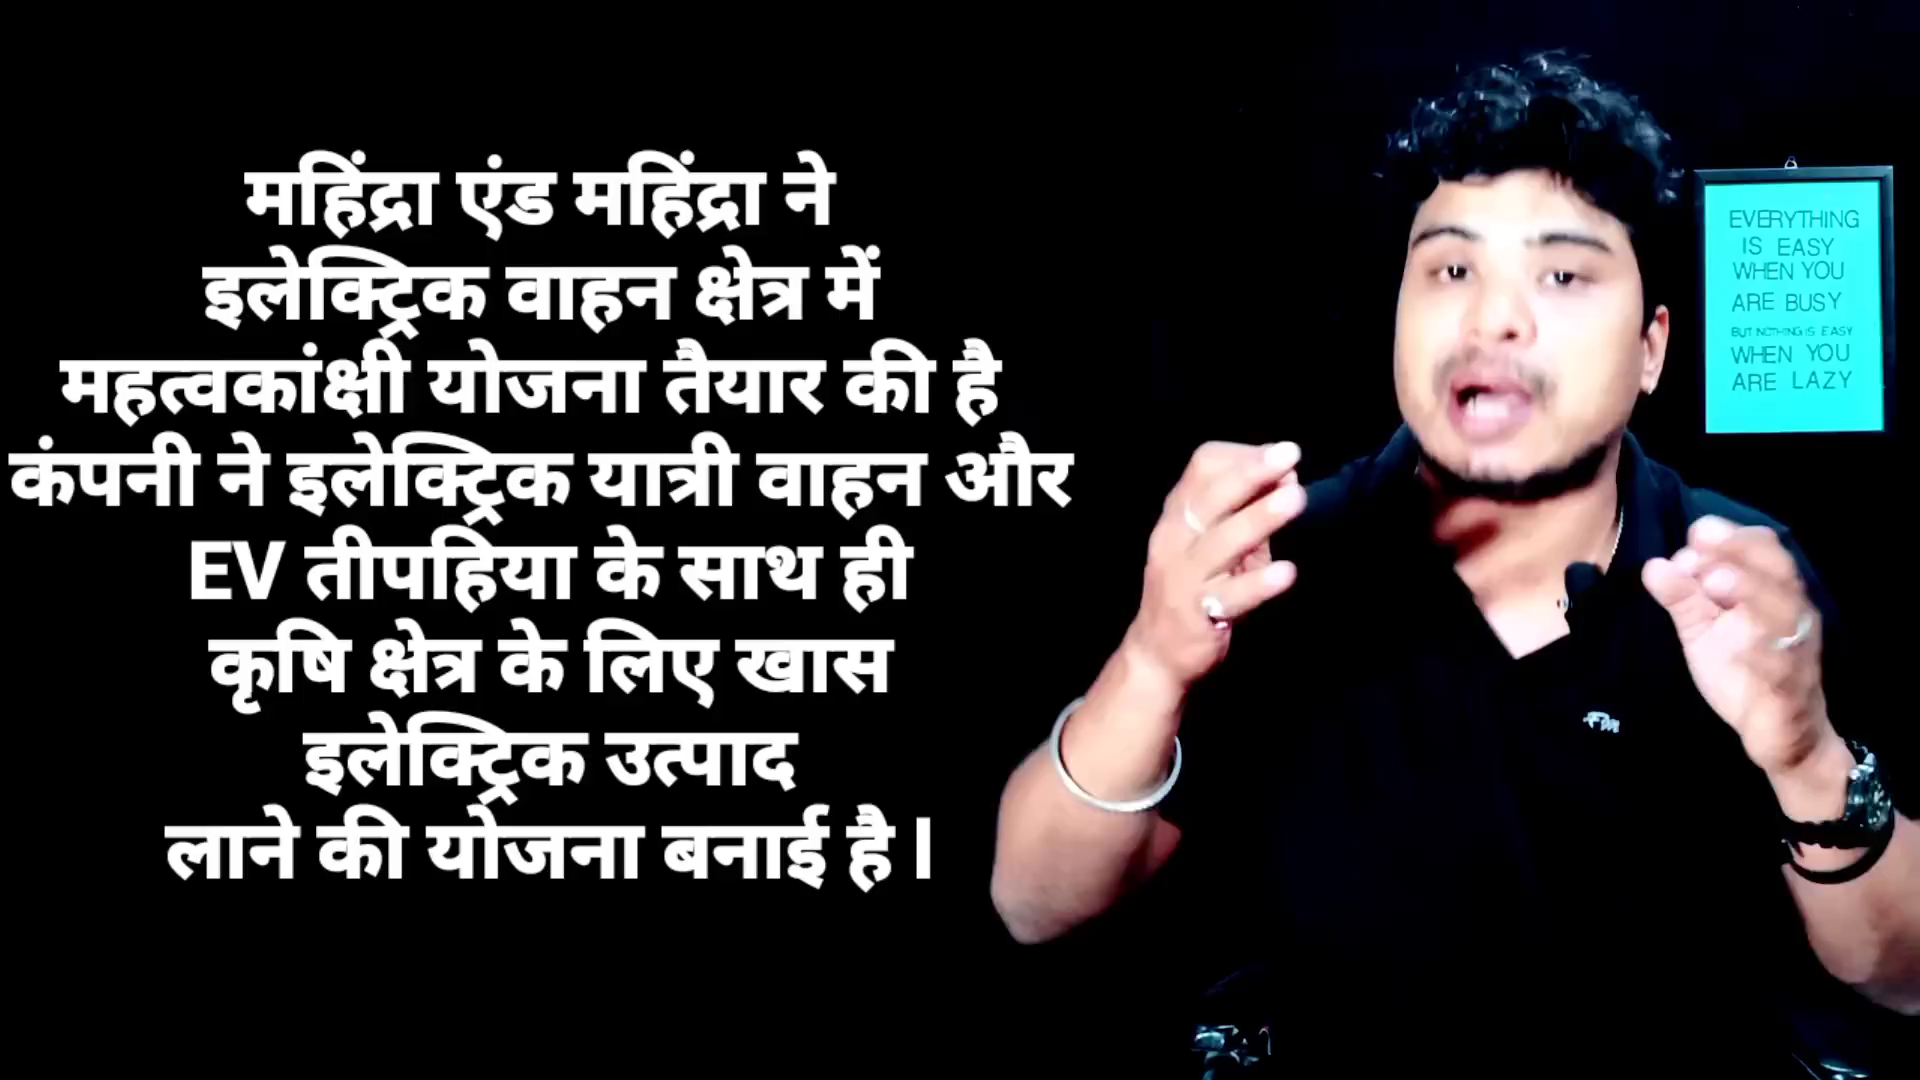 महिंद्रा एंड महिंद्रा ने
इलेक्ट्रिक वाहन क्षेत्र में
महत्वकांक्षी योजना तैयार की है
कंपनी ने इलेक्ट्रिक यात्री वाहन और
EV तीपहिया के साथ ही
कृषि क्षेत्र के लिए खास
इलेक्ट्रिक उत्पाद
लाने की योजना बनाई है l
EVERYTHING
IS EASY
WHEN YOU
ARE BUSY
BUT NOTHING IS EASY
WHEN YOU
ARE LAZY